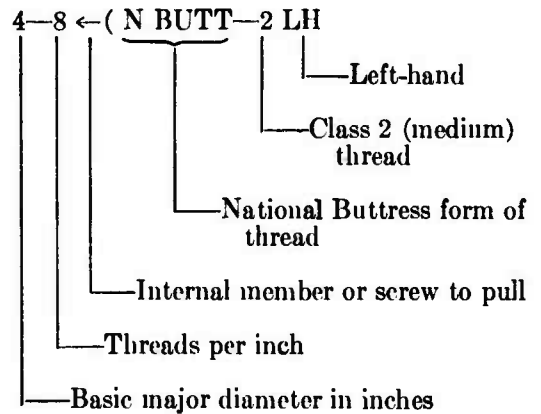 4—8 ←( N BUTT—2 LH
Left-hand
Class 2 (medium)
thread
National Buttress form of
thread
Internal member or screw to pull
Threads per inch
Basic major diameter in inches